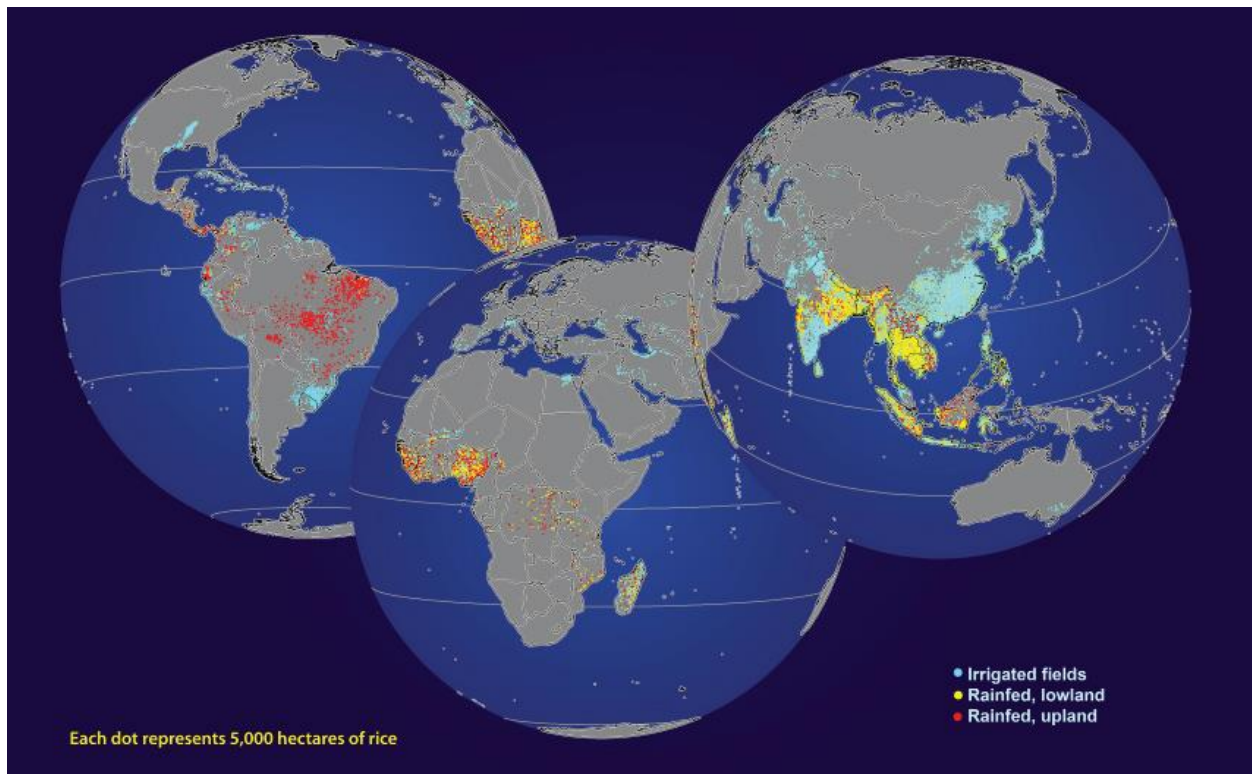 Irrigated fields
Rainfed, lowland
Rainfed, upland
Each dot represents 5,000 hectares of rice